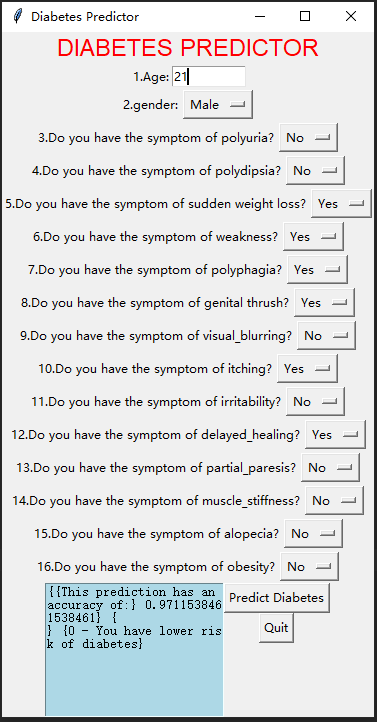 Diabetes Predictor
DIABETES PREDICTOR
1.Age: 21
2.gender: Male
3.Do you have the symptom of polyuria? No
4.Do you have the symptom of polydipsia? No
5.Do you have the symptom of sudden weight loss? Yes
6.Do you have the symptom of weakness? Yes
7.Do you have the symptom of polyphagia? Yes
8.Do you have the symptom of genital thrush? Yes
9.Do you have the symptom of visual_blurring? No
10.Do you have the symptom of itching? Yes
11.Do you have the symptom of irritability? No
12.Do you have the symptom of delayed_healing? Yes
13.Do you have the symptom of partial_paresis? No
14.Do you have the symptom of muscle_stiffness? No
15.Do you have the symptom of alopecia? No
16.Do you have the symptom of obesity? No
{{This prediction has an
accuracy of:} 0.971153846
1538461} {
} {0 - You have lower ris
k of diabetes}
Predict Diabetes
Quit